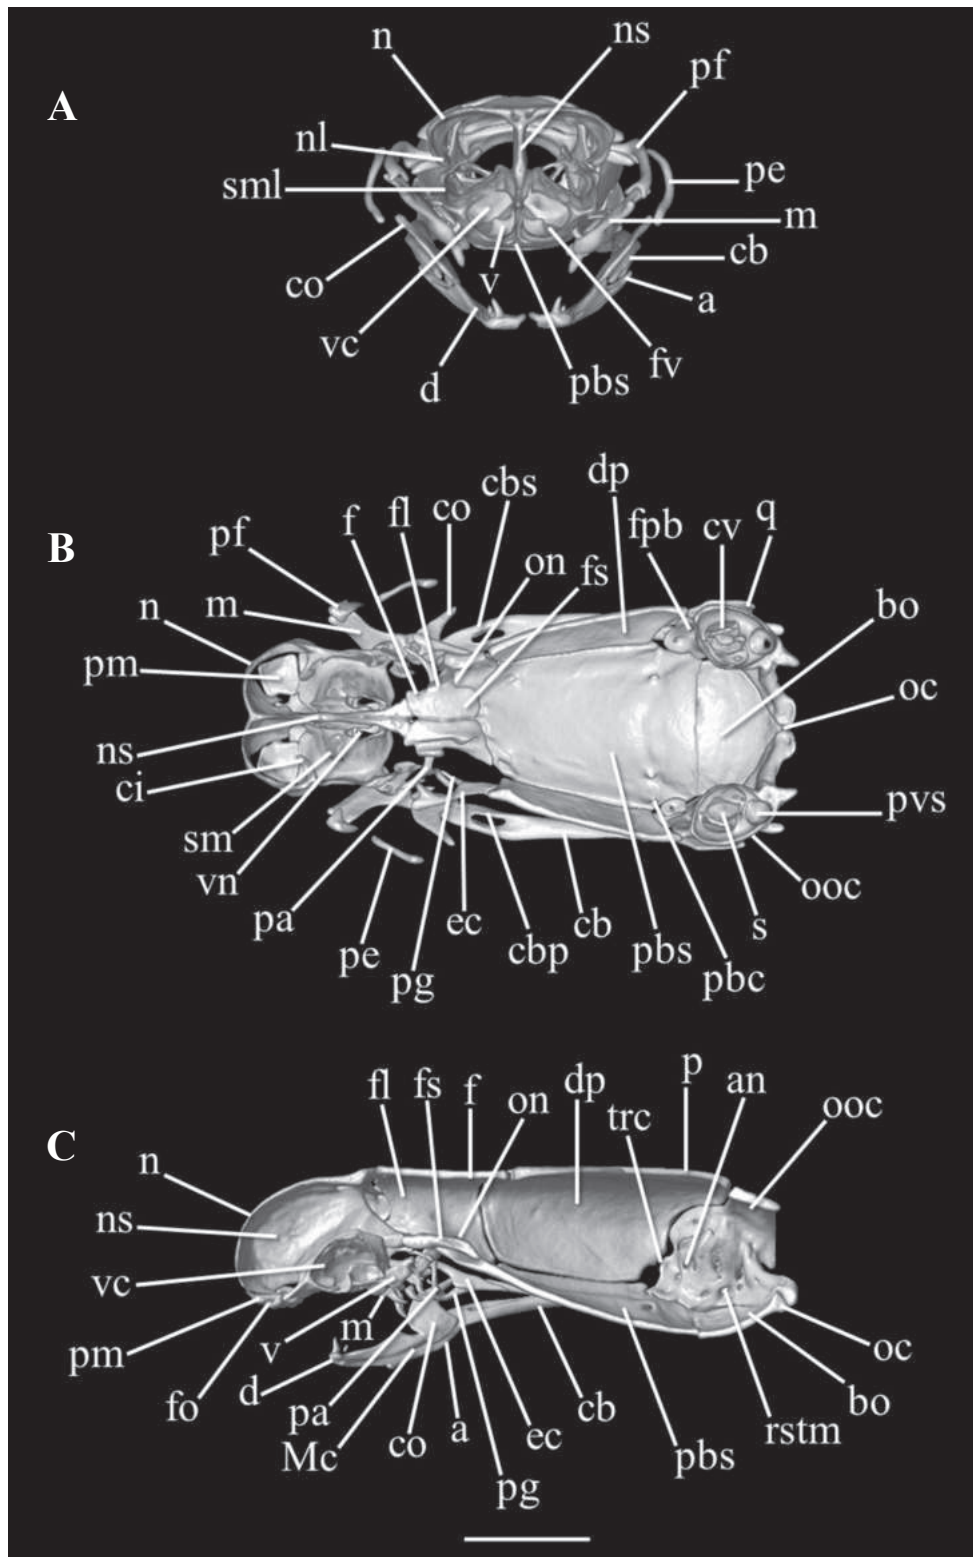 A
n
ns
pf
nl
sml
pe
m
co
v
cb
a
vc
d
pbs
fv
B
cbs
dp
f
fl
co
fpb
cv
q
pf
on
fs
m
n
bo
pm
oc
ns
ci
pvs
sm
vn
ooc
pa
ec
cb
s
pe
cbp
pbs
pg
pbc
C
p
fl
fs
f
dp
an
on
trc
ooc
n
ns
vc
pm
v
m
oc
d
fo
pa
cb
bo
Mc
co
a
ec
rstm
pbs
pg